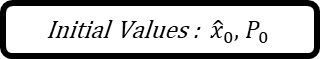 Initial Values : x̂₀, P₀